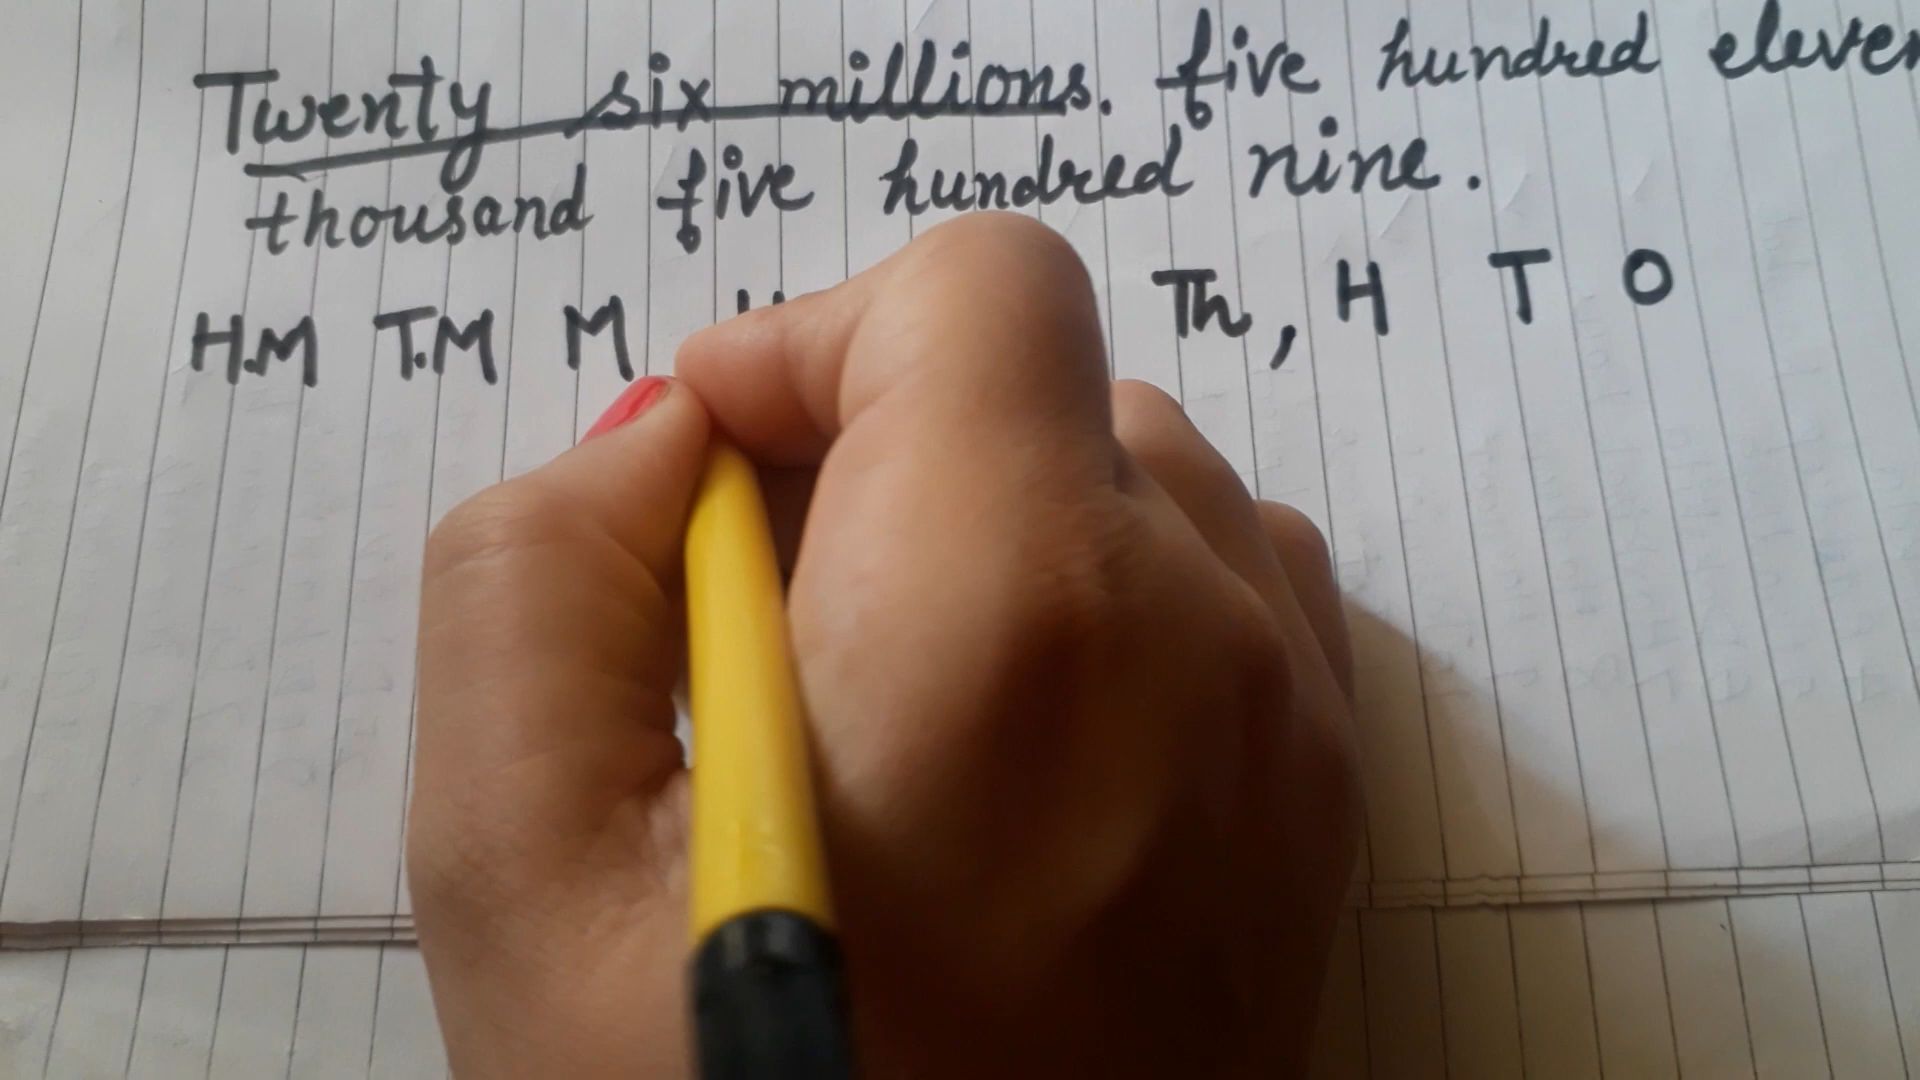 Twenty six millions. five hundred eleven
thousand five hundred nine.
H.M T.M M Th, H T O